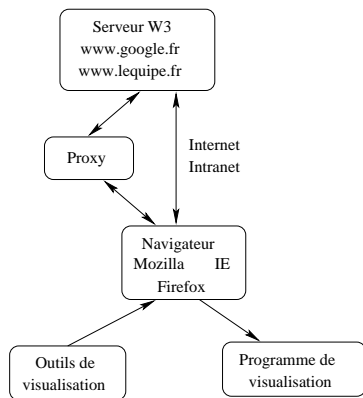 Serveur W3
www.google.fr
www.lequipe.fr
Proxy
Internet
Intranet
Navigateur
Mozilla IE
Firefox
Outils de
visualisation
Programme de
visualisation